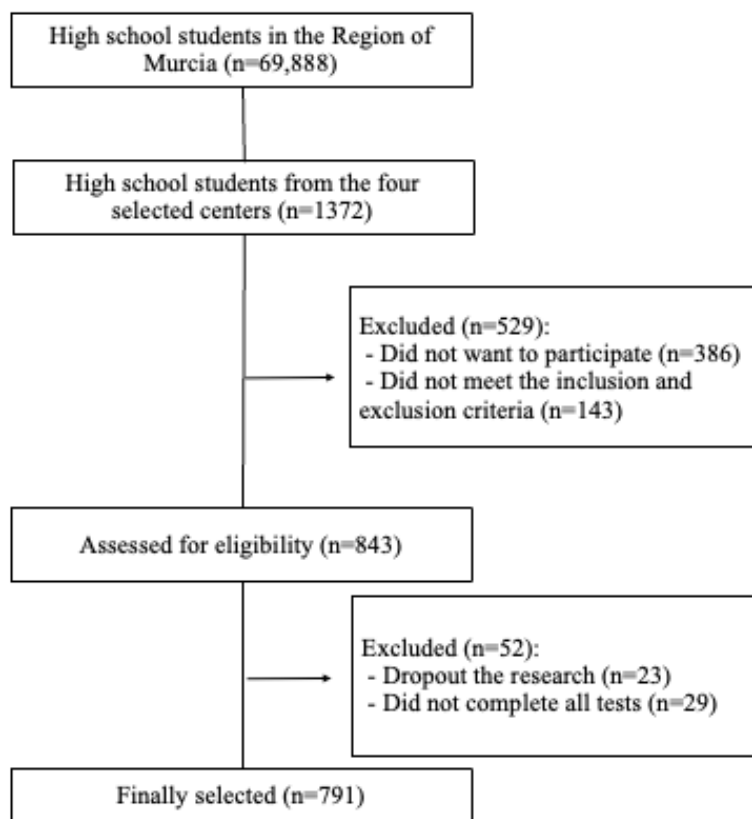 High school students in the Region of
Murcia (n=69,888)
High school students from the four
selected centers (n=1372)
Excluded (n=529):
- Did not want to participate (n=386)
- Did not meet the inclusion and
exclusion criteria (n=143)
Assessed for eligibility (n=843)
Excluded (n=52):
- Dropout the research (n=23)
- Did not complete all tests (n=29)
Finally selected (n=791)